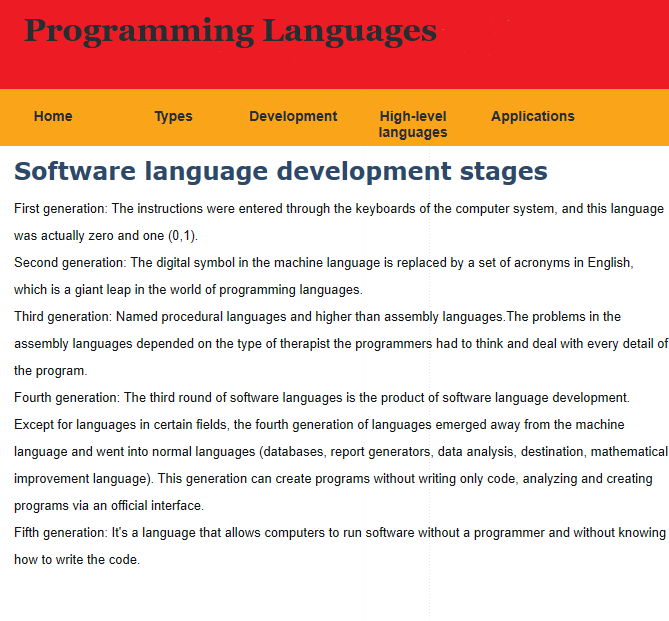 Programming Languages
Home Types Development High-level languages Applications
Software language development stages
First generation: The instructions were entered through the keyboards of the computer system, and this language
was actually zero and one (0,1).
Second generation: The digital symbol in the machine language is replaced by a set of acronyms in English,
which is a giant leap in the world of programming languages.
Third generation: Named procedural languages and higher than assembly languages.The problems in the
assembly languages depended on the type of therapist the programmers had to think and deal with every detail of
the program.
Fourth generation: The third round of software languages is the product of software language development.
Except for languages in certain fields, the fourth generation of languages emerged away from the machine
language and went into normal languages (databases, report generators, data analysis, destination, mathematical
improvement language). This generation can create programs without writing only code, analyzing and creating
programs via an official interface.
Fifth generation: It's a language that allows computers to run software without a programmer and without knowing
how to write the code.